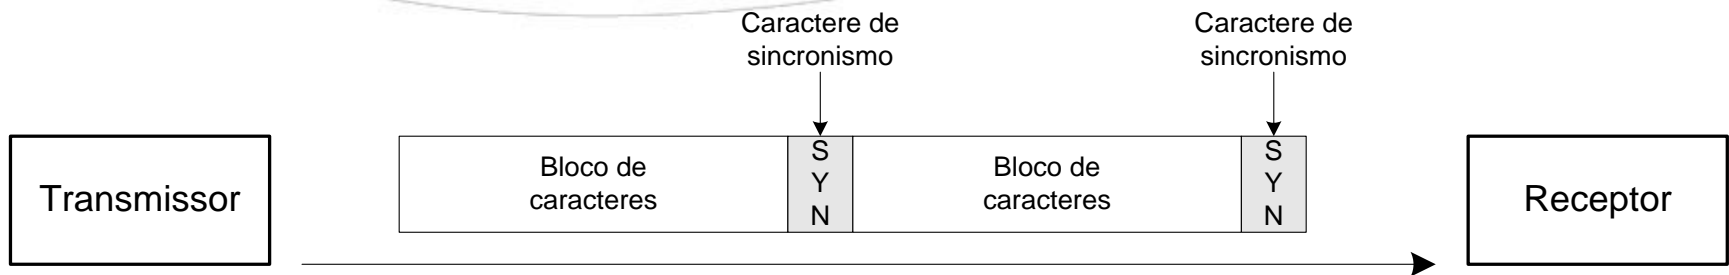 Caractere de
sincronismo
Caractere de
sincronismo
Transmissor
Bloco de
caracteres
S
Y
N
Bloco de
caracteres
S
Y
N
Receptor